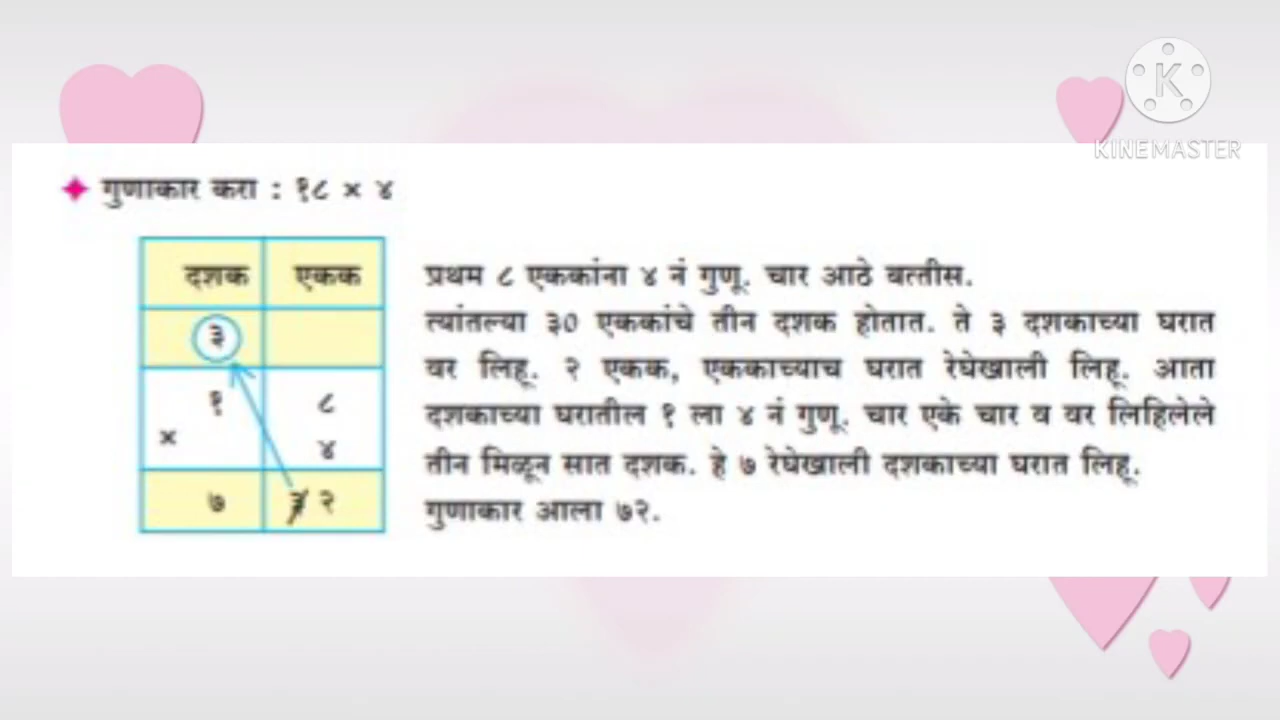 KINEMASTER
गुणाकार करा : १८ × ४
दशक एकक
३
१ ८
× ४
७ ३ २
प्रथम ८ एककांना ४ नं गुणू. चार आठे बत्तीस.
त्यांतल्या ३० एककांचे तीन दशक होतात. ते ३ दशकाच्या घरात
वर लिहू. २ एकक, एककाच्याच घरात रेघेखाली लिहू. आता
दशकाच्या घरातील १ ला ४ नं गुणू. चार एके चार व वर लिहिलेले
तीन मिळून सात दशक. हे ७ रेघेखाली दशकाच्या घरात लिहू.
गुणाकार आला ७२.